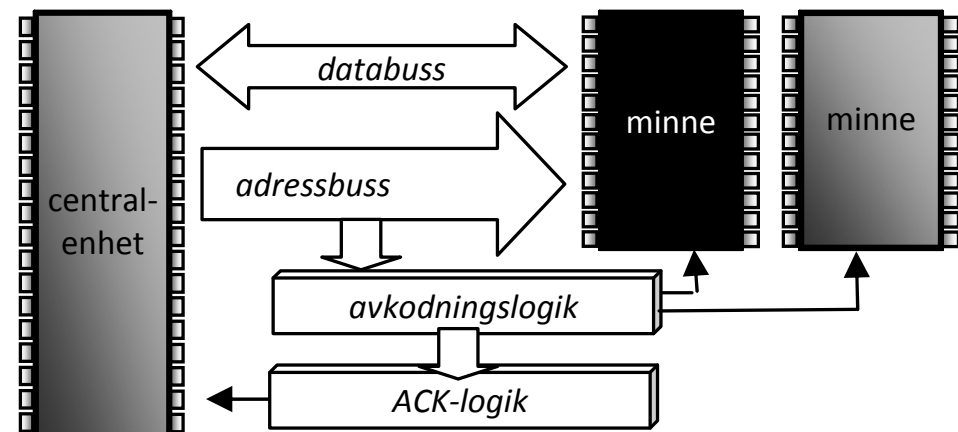 databuss
minne
minne
adressbuss
central-
enhet
avkodningslogik
ACK-logik